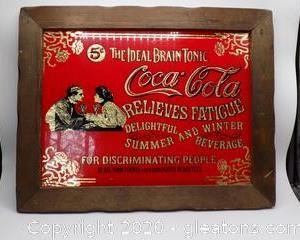 5¢ THE IDEAL BRAIN TONIC
Coca-Cola
RELIEVES FATIGUE
DELIGHTFUL
SUMMER AND WINTER
BEVERAGE
FOR DISCRIMINATING PEOPLE
Copyright 2020 - gleatons.com